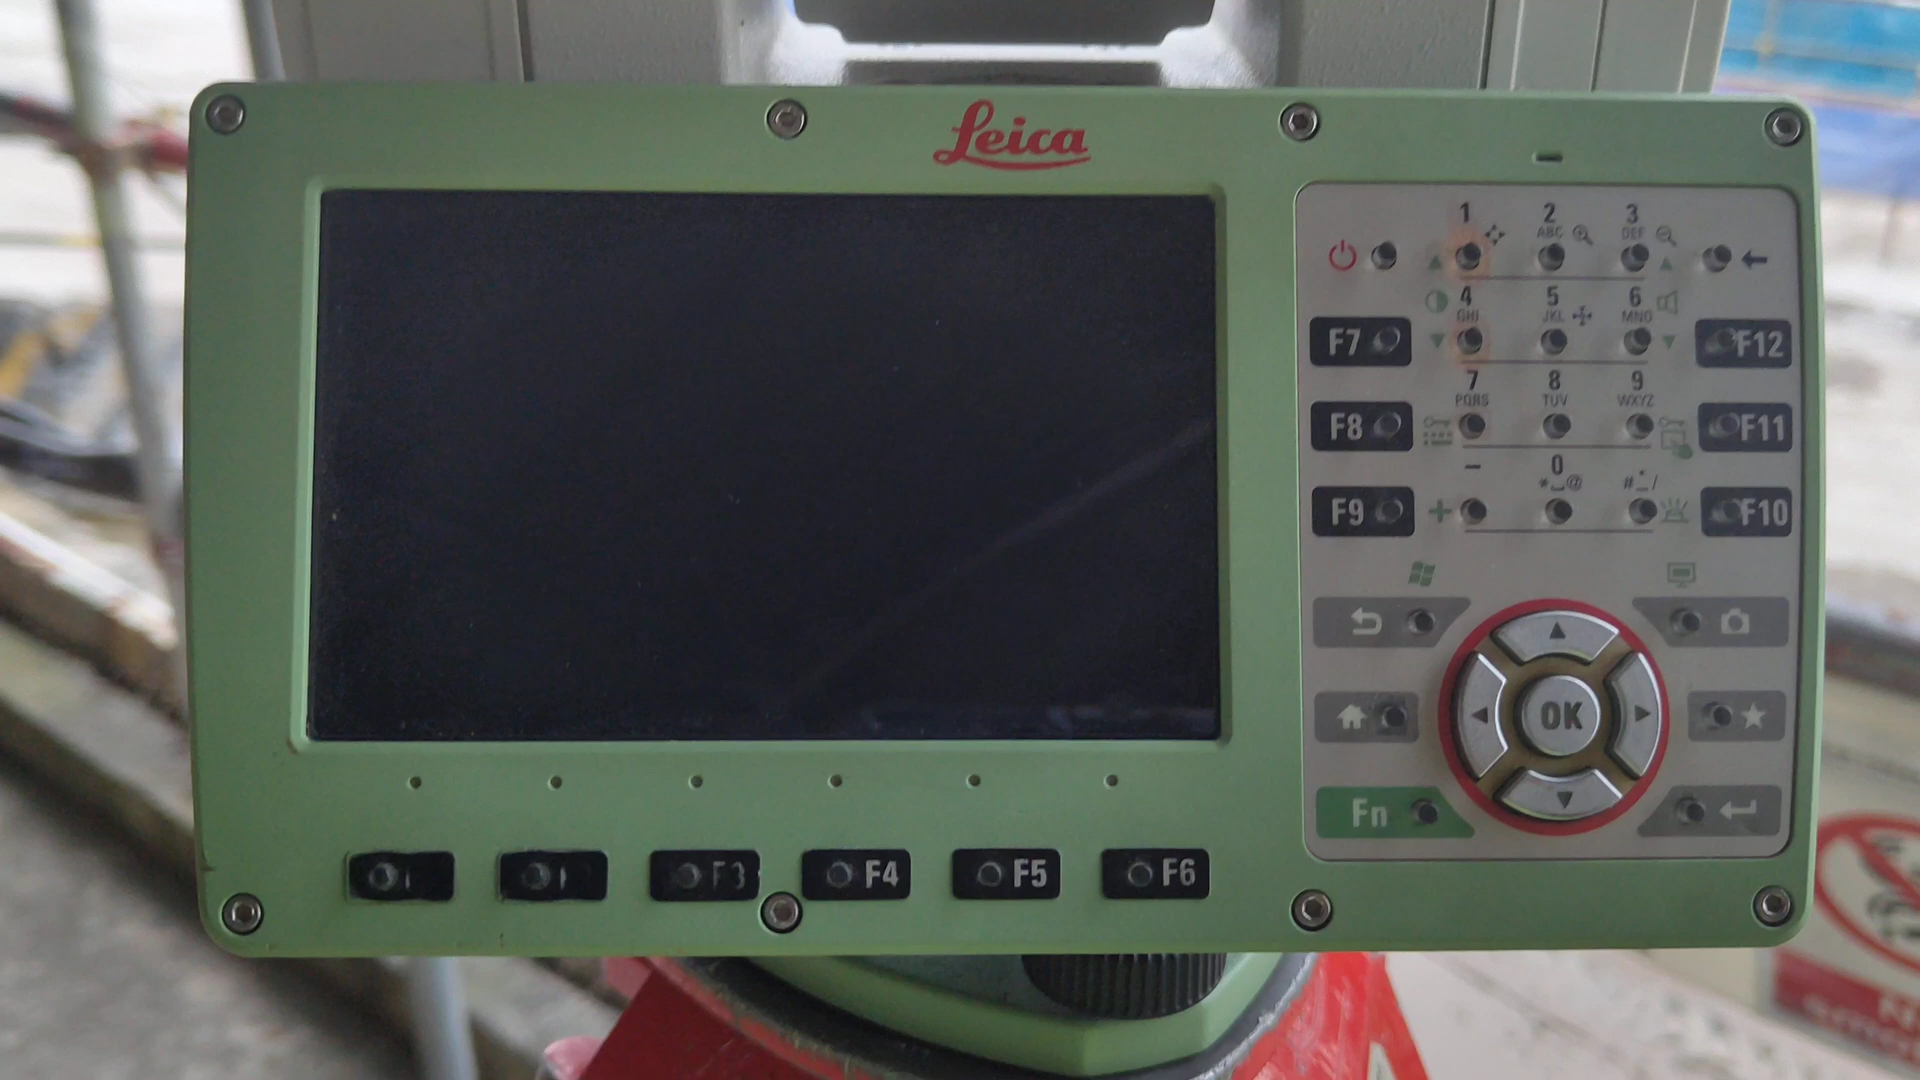 Leica
1 2 3
ABC DEF
4 5 6
GHI JKL MNO
F7 F12
7 8 9
PQRS TUV WXYZ
F8 F11
- 0 .
*⎵@ #_/
F9 + F10
OK
Fn
F3 F4 F5 F6